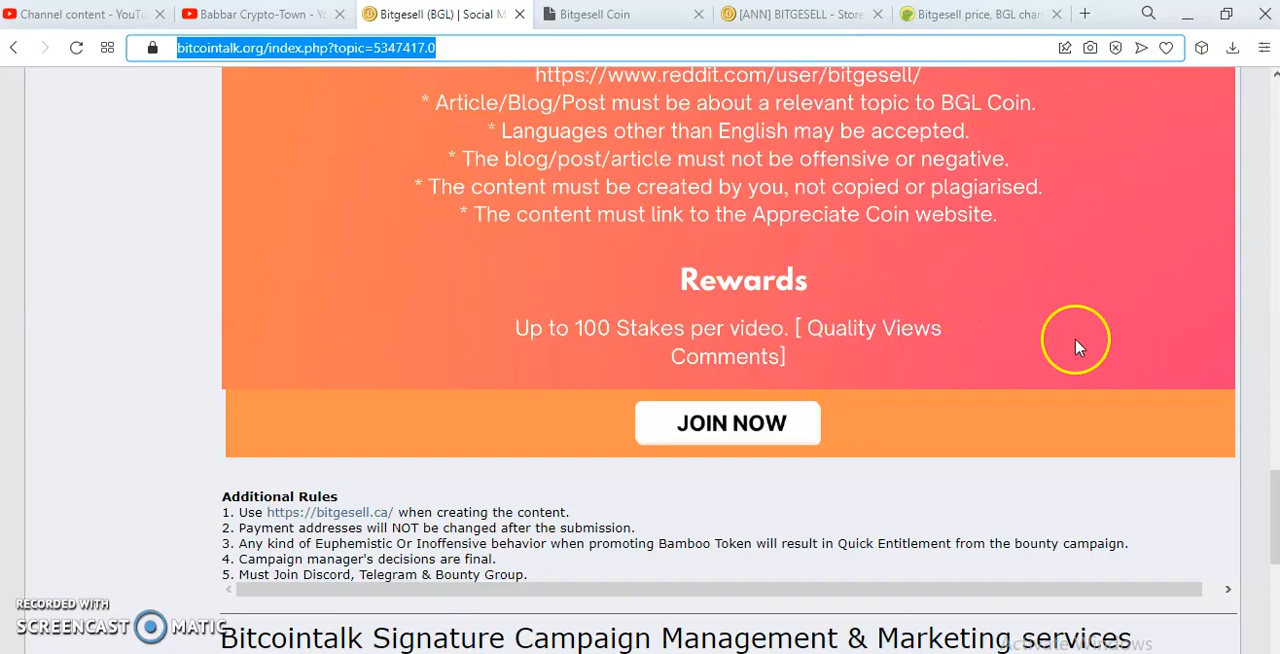 Channel content - YouTu
Babbar Crypto-Town - Y
Bitgesell (BGL) | Social M
Bitgesell Coin
[ANN] BITGESELL - Store
Bitgesell price, BGL char
bitcointalk.org/index.php?topic=5347417.0
https://www.reddit.com/user/bitgesell/
* Article/Blog/Post must be about a relevant topic to BGL Coin.
* Languages other than English may be accepted.
* The blog/post/article must not be offensive or negative.
* The content must be created by you, not copied or plagiarised.
* The content must link to the Appreciate Coin website.
Rewards
Up to 100 Stakes per video. [ Quality Views
Comments]
JOIN NOW
Additional Rules
1. Use https://bitgesell.ca/ when creating the content.
2. Payment addresses will NOT be changed after the submission.
3. Any kind of Euphemistic Or Inoffensive behavior when promoting Bamboo Token will result in Quick Entitlement from the bounty campaign.
4. Campaign manager's decisions are final.
5. Must Join Discord, Telegram & Bounty Group.
RECORDED WITH
SCREENCAST MATIC
Bitcointalk Signature Campaign Management & Marketing services
Activate Windows